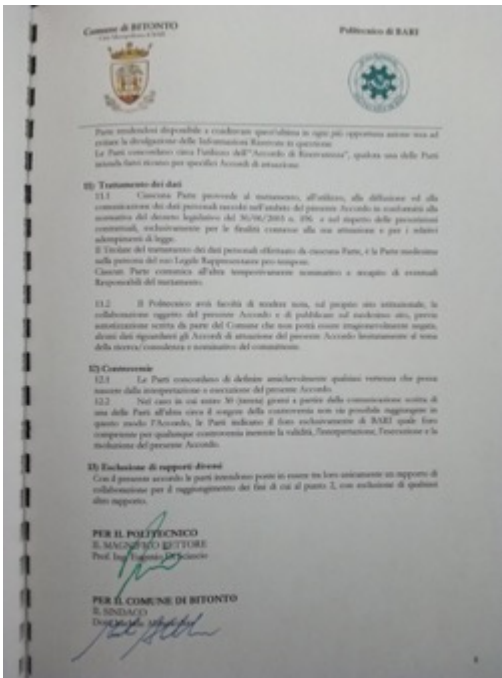 Comune di BITONTO
Politecnico di BARI
Parte rendendosi disponibile a coadiuvare quest'ultima in ogni più opportuna azione tesa ad
evitare la divulgazione delle Informazioni Riservate in questione.
Le Parti concordano circa l'utilizzo dell'"Accordo di Riservatezza", qualora una delle Parti
intenda farvi ricorso per specifici Accordi di attuazione
11) Trattamento dei dati
11.1 Ciascuna Parte provvede al trattamento, all'utilizzo, alla diffusione ed alla
comunicazione dei dati personali raccolti nell'ambito del presente Accordo in conformità alla
normativa del decreto legislativo del 30/06/2003 n. 196 e nel rispetto delle prescrizioni
contrattuali, esclusivamente per le finalità connesse alla sua attuazione e per i relativi
adempimenti di legge.
Il Titolare del trattamento dei dati personali effettuato da ciascuna Parte, è la Parte medesima
nella persona del suo Legale Rappresentante pro-tempore.
Ciascuna Parte comunica all'altra tempestivamente nominativo e recapito di eventuali
Responsabili del trattamento.
11.2 Il Politecnico avrà facoltà di rendere nota, sul proprio sito istituzionale, la
collaborazione oggetto del presente Accordo e di pubblicare sul medesimo sito, previa
autorizzazione scritta da parte del Comune che non potrà essere irragionevolmente negata,
alcuni dati riguardanti gli Accordi di attuazione del presente Accordo limitatamente al tema
della ricerca/consulenza e nominativo del committente.
12) Controversie
12.1 Le Parti concordano di definire amichevolmente qualsiasi vertenza che possa
nascere dalla interpretazione o esecuzione del presente Accordo.
12.2 Nel caso in cui entro 30 (trenta) giorni a partire dalla comunicazione scritta di
una delle Parti all'altra circa il sorgere della controversia non sia possibile raggiungere in
questo modo l'Accordo, le Parti indicano il foro esclusivamente di BARI quale foro
competente per qualunque controversia inerente la validità, l'interpretazione, l'esecuzione e la
risoluzione del presente Accordo.
13) Esclusione di rapporti diversi
Con il presente accordo le parti intendono porre in essere tra loro unicamente un rapporto di
collaborazione per il raggiungimento dei fini di cui al punto 2, con esclusione di qualsiasi
altro rapporto.
PER IL POLITECNICO
IL MAGNIFICO RETTORE
Prof. Ing. Eugenio Di Sciascio
PER IL COMUNE DI BITONTO
IL SINDACO